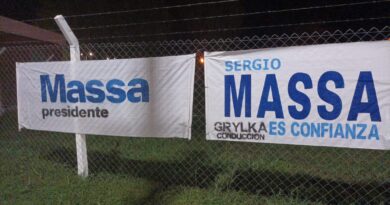 Massa
presidente
SERGIO
MASSA
GRYLKA
CONDUCCIÓN
ES CONFIANZA